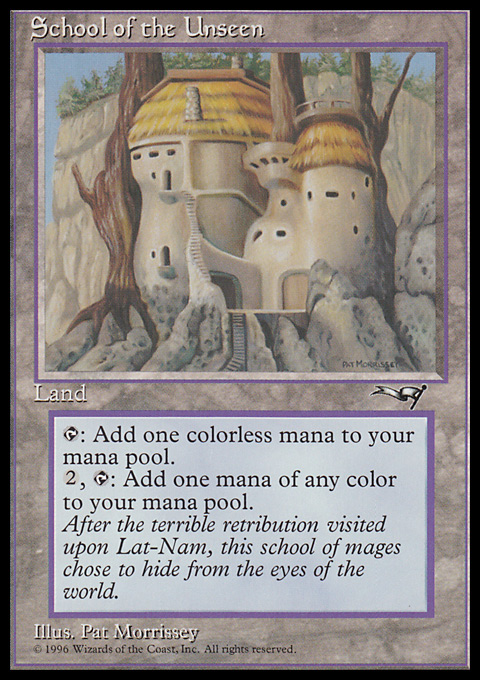 School of the Unseen
PAT MORRISSEY
Land
: Add one colorless mana to your
mana pool.
2, : Add one mana of any color
to your mana pool.
After the terrible retribution visited
upon Lat-Nam, this school of mages
chose to hide from the eyes of the
world.
Illus. Pat Morrissey
© 1996 Wizards of the Coast, Inc. All rights reserved.